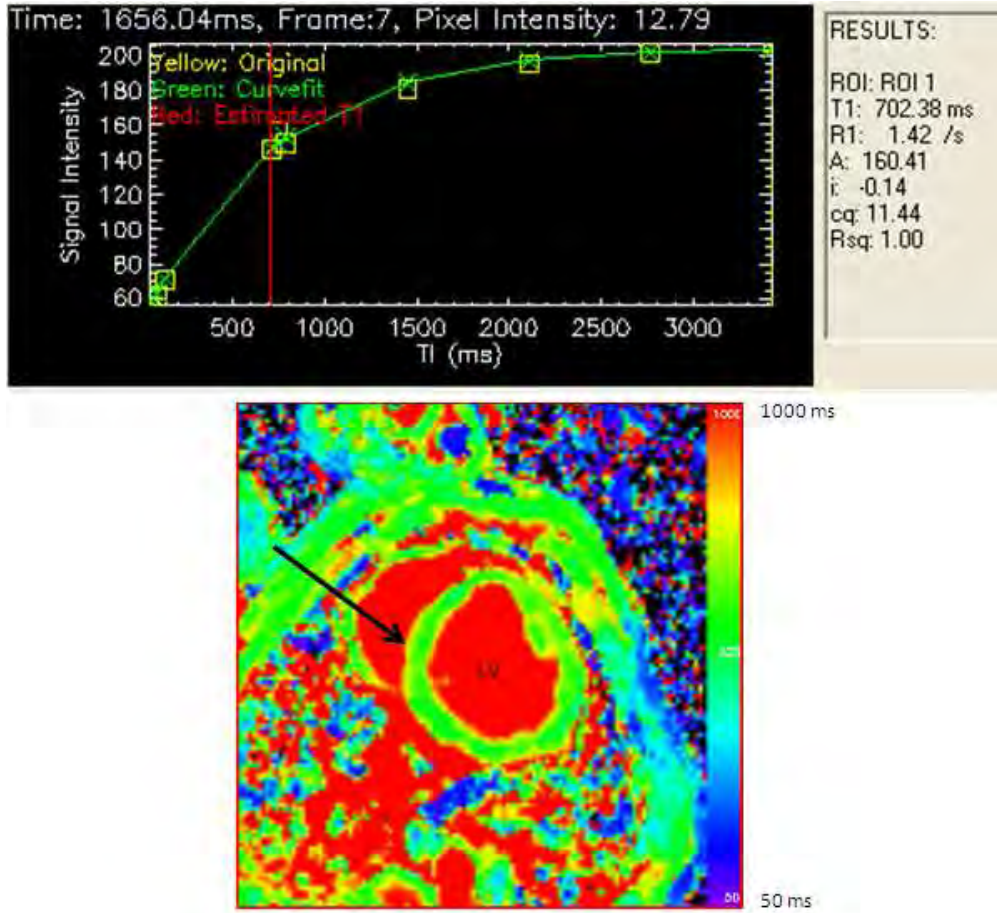 Time: 1656.04ms, Frame:7, Pixel Intensity: 12.79
Yellow: Original
Green: Curvefit
Red: Estimated T1
Signal Intensity
200
180
160
140
120
100
80
60
500 1000 1500 2000 2500 3000
TI (ms)
RESULTS:
ROI: ROI 1
T1: 702.38 ms
R1: 1.42 /s
A: 160.41
i: -0.14
cq: 11.44
Rsq: 1.00
1000
1000 ms
LV
50
50 ms